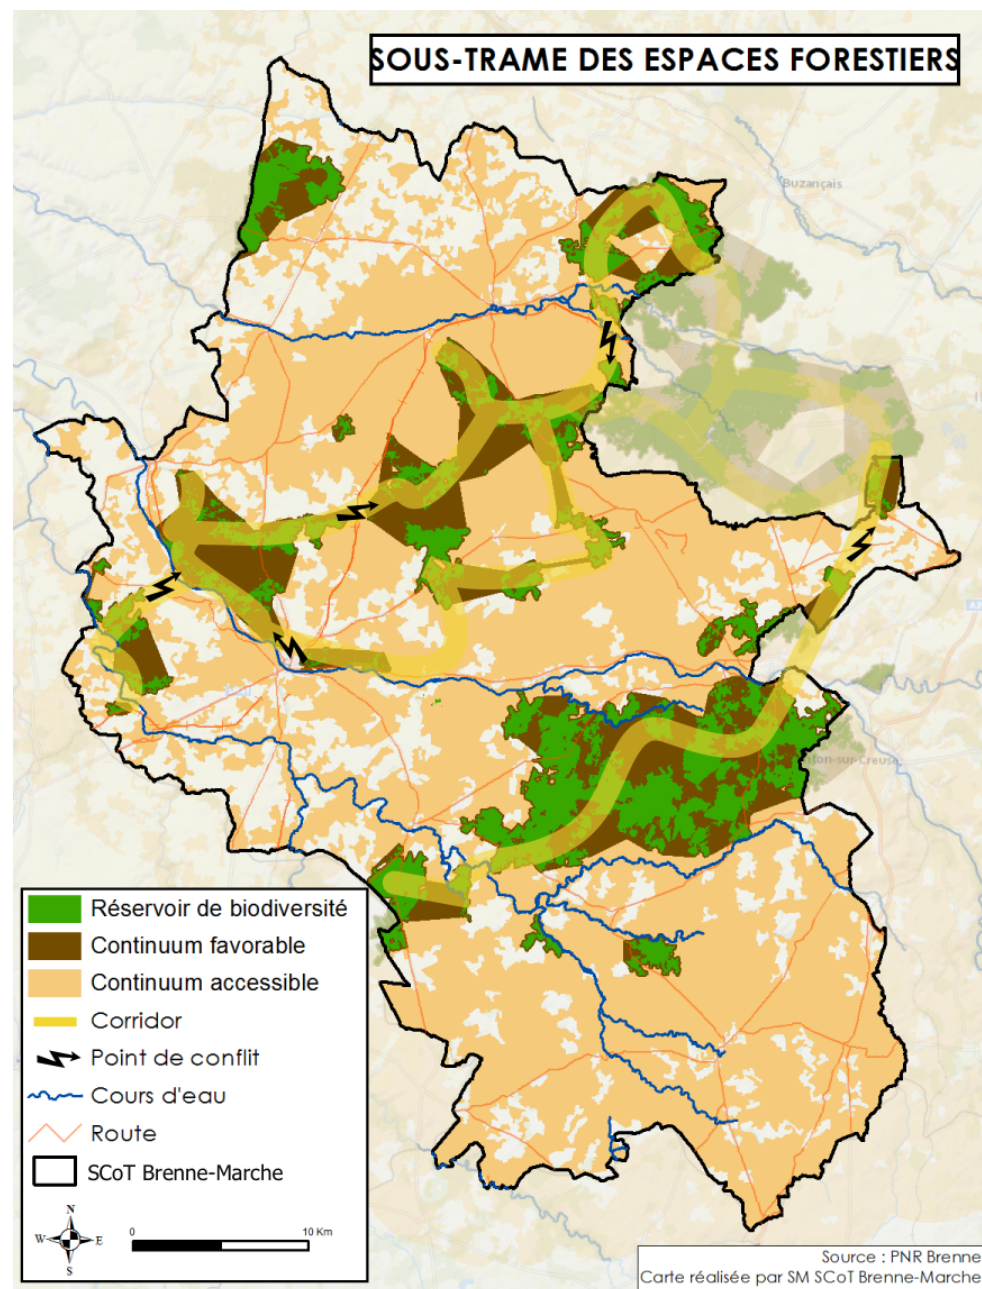 SOUS-TRAME DES ESPACES FORESTIERS
Buzançais
Réservoir de biodiversité
Continuum favorable
Continuum accessible
Corridor
Point de conflit
Cours d'eau
Route
SCoT Brenne-Marche
N
W
E
S
0
10 Km
Source : PNR Brenne
Carte réalisée par SM SCoT Brenne-Marche